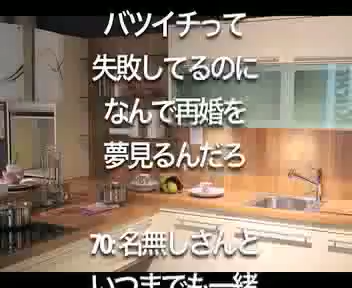 バツイチって
失敗してるのに
なんで再婚を
夢見るんだろ
70:名無しさんと
いつまでも一緒